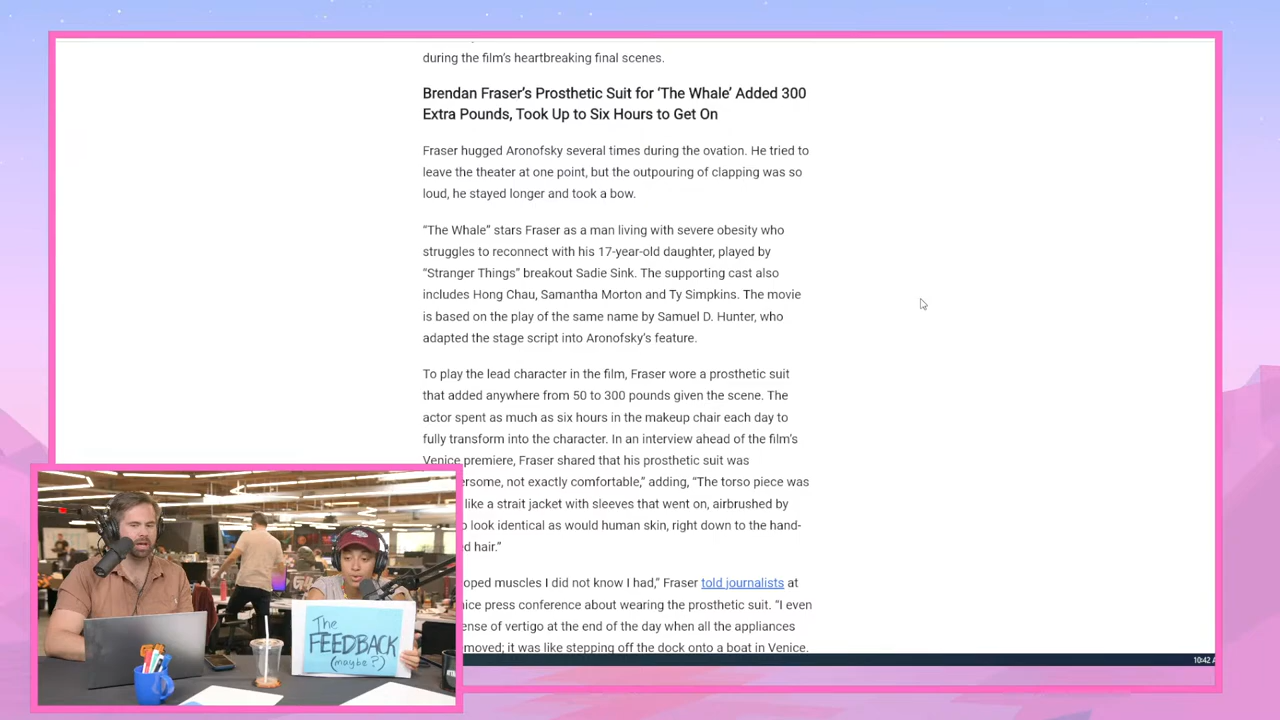 during the film's heartbreaking final scenes.
Brendan Fraser's Prosthetic Suit for 'The Whale' Added 300
Extra Pounds, Took Up to Six Hours to Get On
Fraser hugged Aronofsky several times during the ovation. He tried to
leave the theater at one point, but the outpouring of clapping was so
loud, he stayed longer and took a bow.
“The Whale” stars Fraser as a man living with severe obesity who
struggles to reconnect with his 17-year-old daughter, played by
“Stranger Things” breakout Sadie Sink. The supporting cast also
includes Hong Chau, Samantha Morton and Ty Simpkins. The movie
is based on the play of the same name by Samuel D. Hunter, who
adapted the stage script into Aronofsky's feature.
To play the lead character in the film, Fraser wore a prosthetic suit
that added anywhere from 50 to 300 pounds given the scene. The
actor spent as much as six hours in the makeup chair each day to
fully transform into the character. In an interview ahead of the film's
Venice premiere, Fraser shared that his prosthetic suit was
ersome, not exactly comfortable,” adding, “The torso piece was
like a strait jacket with sleeves that went on, airbrushed by
o look identical as would human skin, right down to the hand-
d hair.”
oped muscles I did not know I had,” Fraser told journalists at
ice press conference about wearing the prosthetic suit. “I even
ense of vertigo at the end of the day when all the appliances
moved; it was like stepping off the dock onto a boat in Venice.
10:42
The
FEEDBACK
(maybe?)